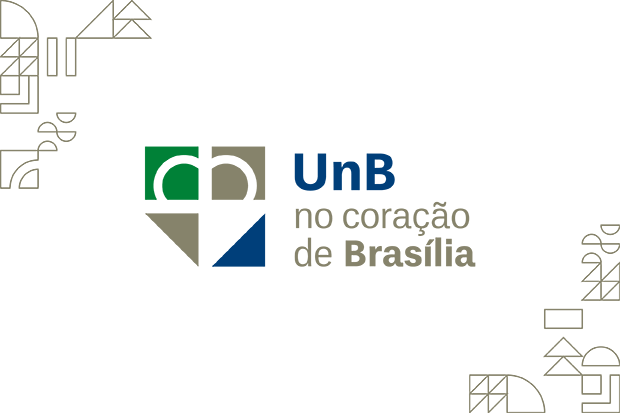 UnB
no coração
de Brasília